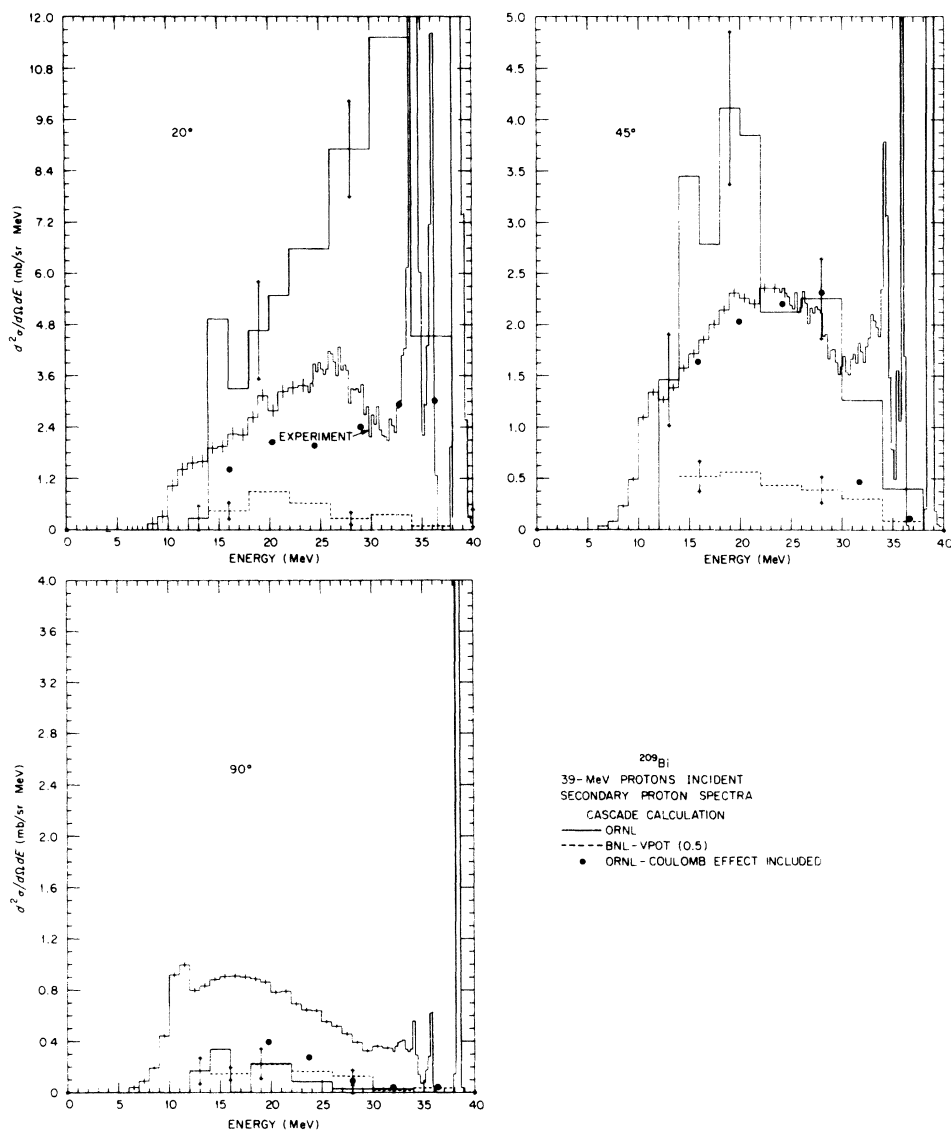 12.0
10.8
9.6
8.4
7.2
6.0
4.8
3.6
2.4
1.2
0
20°
EXPERIMENT
d²σ/dΩdE (mb/sr MeV)
0 5 10 15 20 25 30 35 40
ENERGY (MeV)
5.0
4.5
4.0
3.5
3.0
2.5
2.0
1.5
1.0
0.5
0
45°
0 5 10 15 20 25 30 35 40
ENERGY (MeV)
4.0
3.6
3.2
2.8
2.4
2.0
1.6
1.2
0.8
0.4
0
90°
d²σ/dΩdE (mb/sr MeV)
0 5 10 15 20 25 30 35 40
ENERGY (MeV)
²⁰⁹Bi
39-MeV PROTONS INCIDENT
SECONDARY PROTON SPECTRA
CASCADE CALCULATION
ORNL
BNL-VPOT (0.5)
ORNL-COULOMB EFFECT INCLUDED